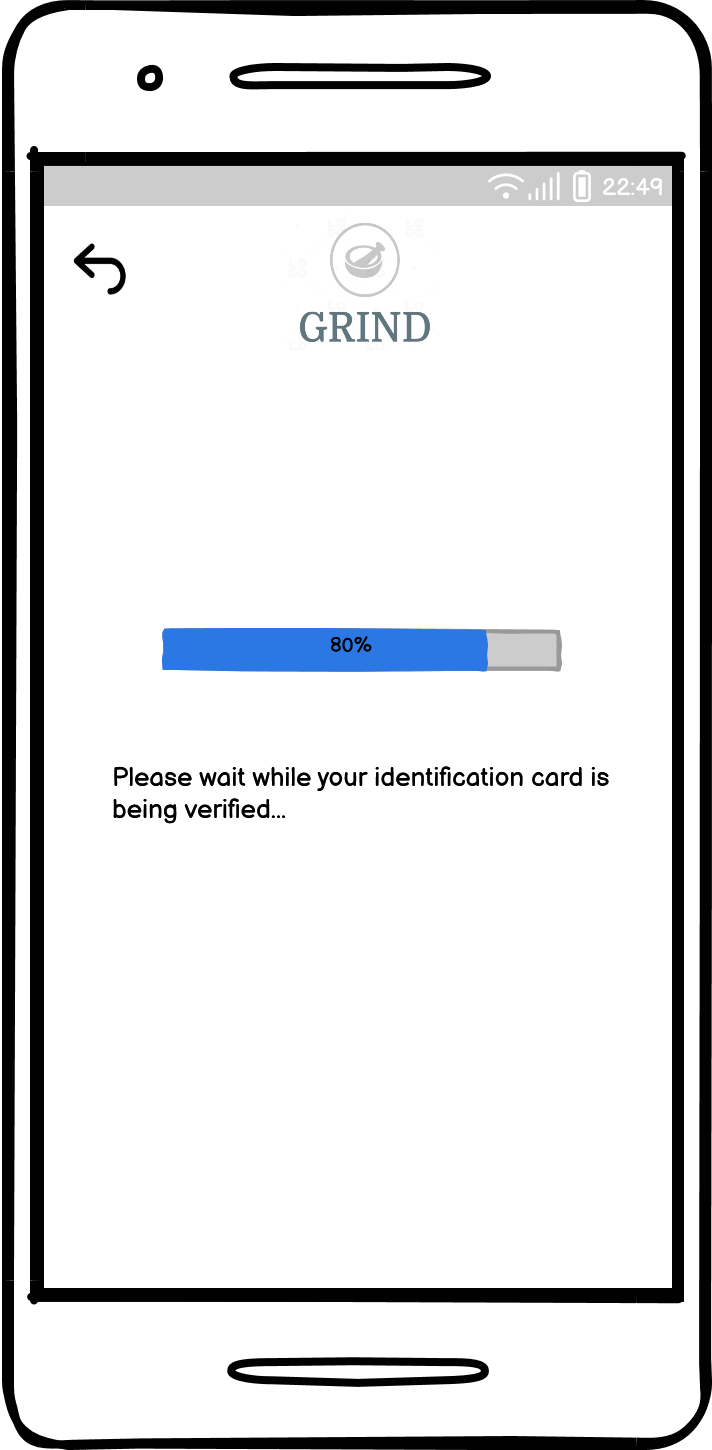 22:49
GRIND
80%
Please wait while your identification card is
being verified...